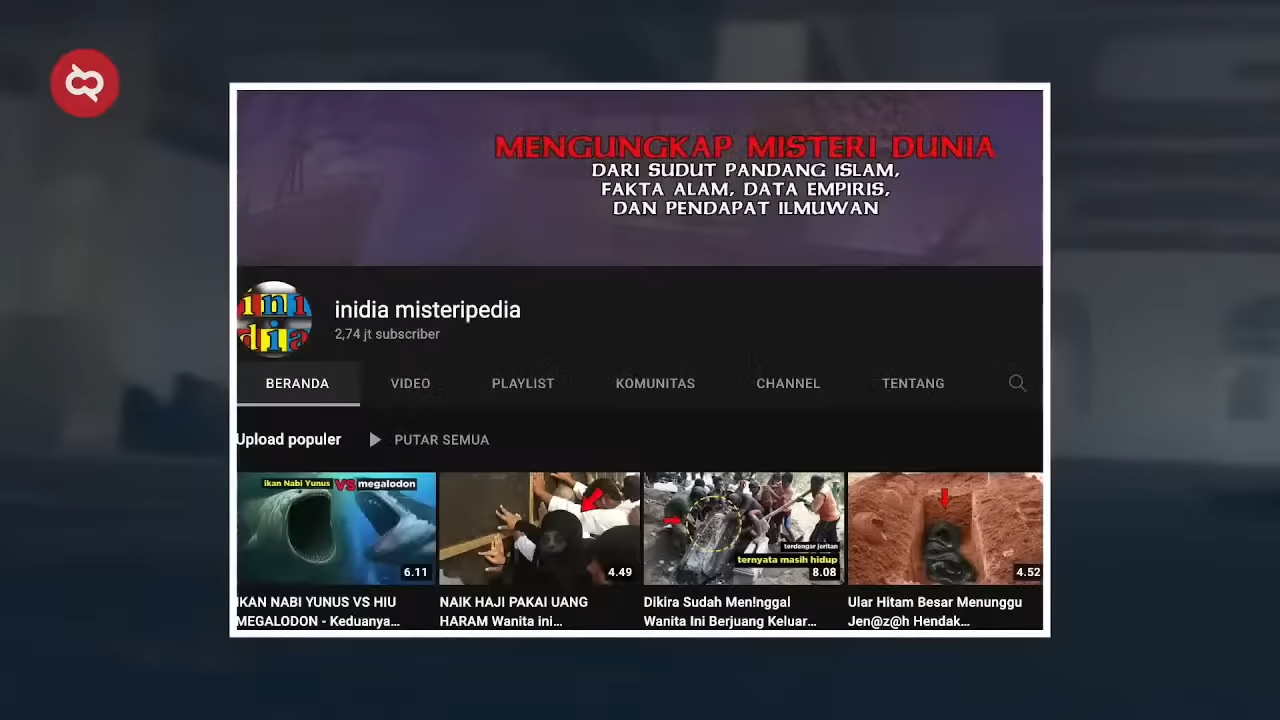 MENGUNGKAP MISTERI DUNIA
DARI SUDUT PANDANG ISLAM,
FAKTA ALAM, DATA EMPIRIS,
DAN PENDAPAT ILMUWAN
ini
dia
inidia misteripedia
2,74 jt subscriber
BERANDA VIDEO PLAYLIST KOMUNITAS CHANNEL TENTANG
Upload populer PUTAR SEMUA
ikan Nabi Yunus VS megalodon
6.11
4.49
terdengar jeritan
ternyata masih hidup
8.08
4.52
IKAN NABI YUNUS VS HIU
MEGALODON - Keduanya...
NAIK HAJI PAKAI UANG
HARAM Wanita ini...
Dikira Sudah Men!nggal
Wanita Ini Berjuang Keluar...
Ular Hitam Besar Menunggu
Jen@z@h Hendak...